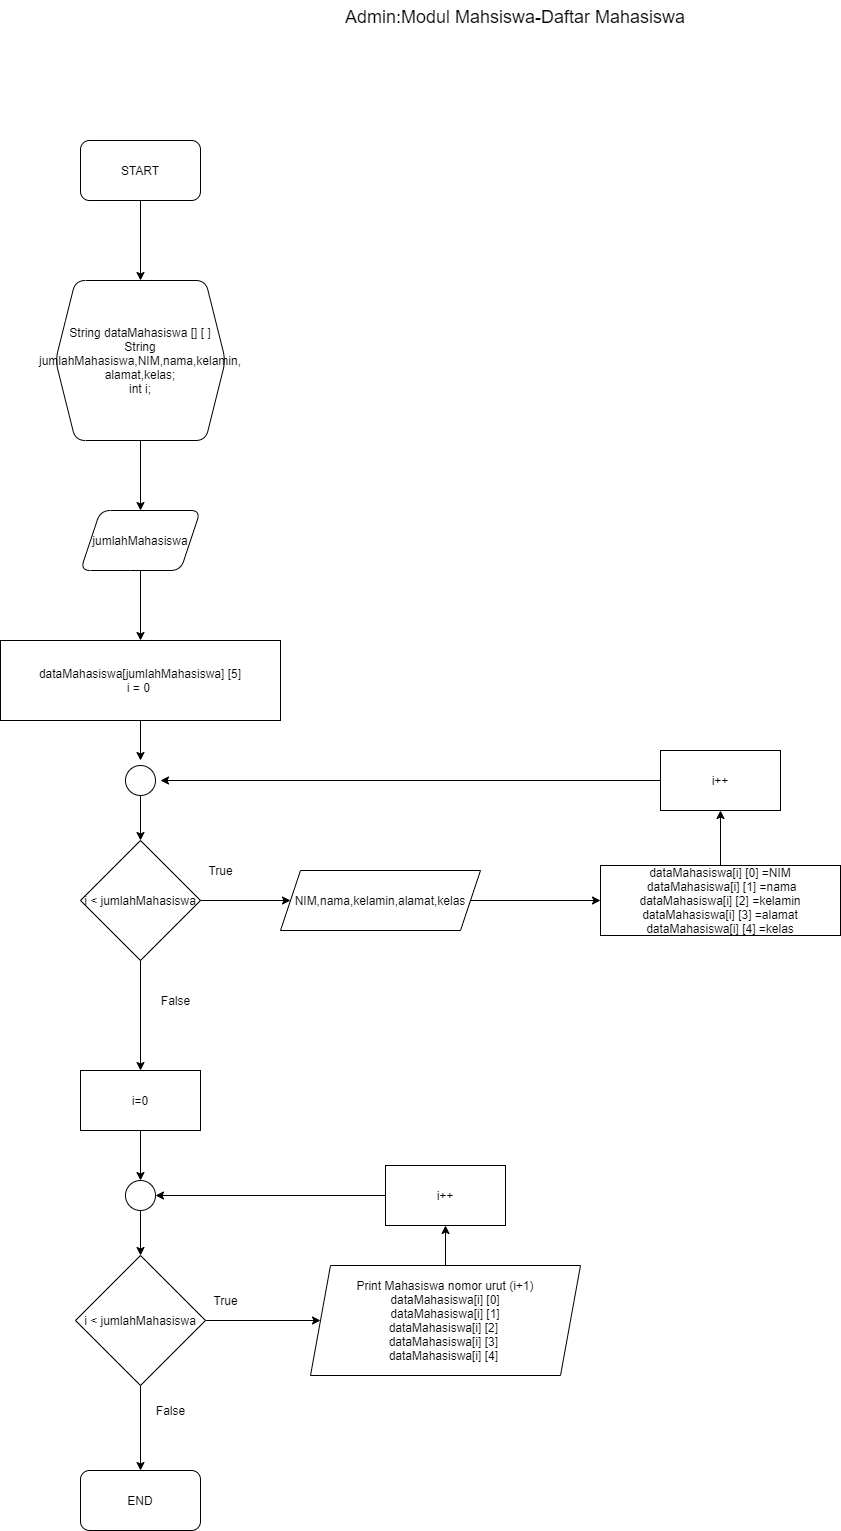 Admin:Modul Mahsiswa-Daftar Mahasiswa
START
String dataMahasiswa [] [ ]
String
jumlahMahasiswa,NIM,nama,kelamin,
alamat,kelas;
int i;
jumlahMahasiswa
dataMahasiswa[jumlahMahasiswa] [5]
i = 0
i++
i < jumlahMahasiswa
True
NIM,nama,kelamin,alamat,kelas
dataMahasiswa[i] [0] =NIM
dataMahasiswa[i] [1] =nama
dataMahasiswa[i] [2] =kelamin
dataMahasiswa[i] [3] =alamat
dataMahasiswa[i] [4] =kelas
False
i=0
i++
i < jumlahMahasiswa
True
Print Mahasiswa nomor urut (i+1)
dataMahasiswa[i] [0]
dataMahasiswa[i] [1]
dataMahasiswa[i] [2]
dataMahasiswa[i] [3]
dataMahasiswa[i] [4]
False
END